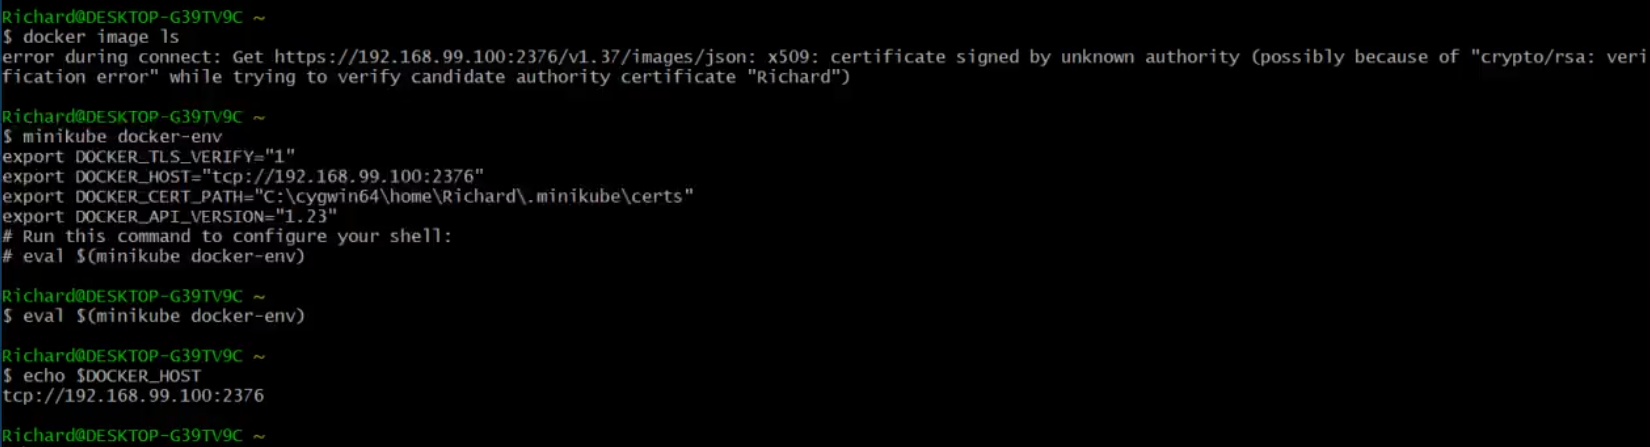 Richard@DESKTOP-G39TV9C ~
$ docker image ls
error during connect: Get https://192.168.99.100:2376/v1.37/images/json: x509: certificate signed by unknown authority (possibly because of "crypto/rsa: veri
fication error" while trying to verify candidate authority certificate "Richard")
Richard@DESKTOP-G39TV9C ~
$ minikube docker-env
export DOCKER_TLS_VERIFY="1"
export DOCKER_HOST="tcp://192.168.99.100:2376"
export DOCKER_CERT_PATH="C:\cygwin64\home\Richard\.minikube\certs"
export DOCKER_API_VERSION="1.23"
# Run this command to configure your shell:
# eval $(minikube docker-env)
Richard@DESKTOP-G39TV9C ~
$ eval $(minikube docker-env)
Richard@DESKTOP-G39TV9C ~
$ echo $DOCKER_HOST
tcp://192.168.99.100:2376
Richard@DESKTOP-G39TV9C ~